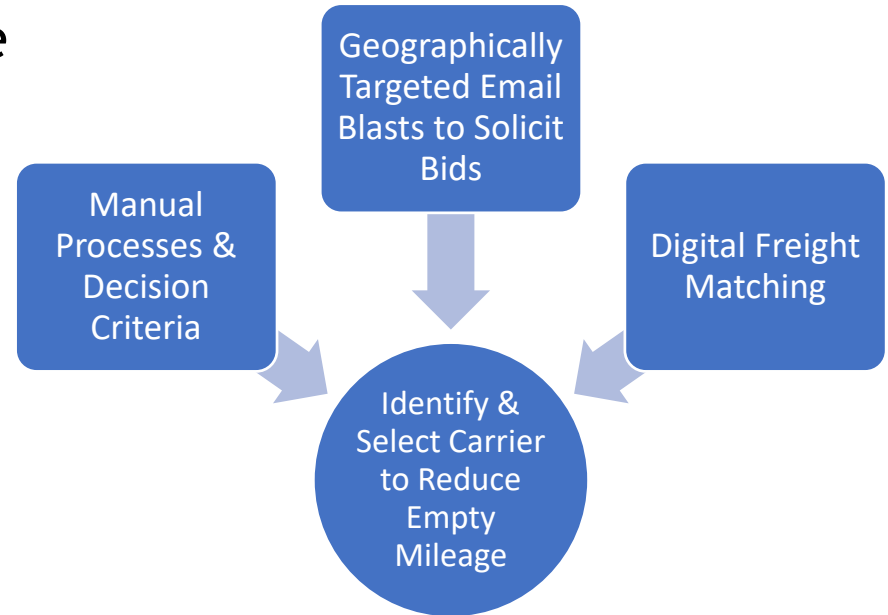 e
Geographically
Targeted Email
Blasts to Solicit
Bids
Manual
Processes &
Decision
Criteria
Digital Freight
Matching
Identify &
Select Carrier
to Reduce
Empty
Mileage